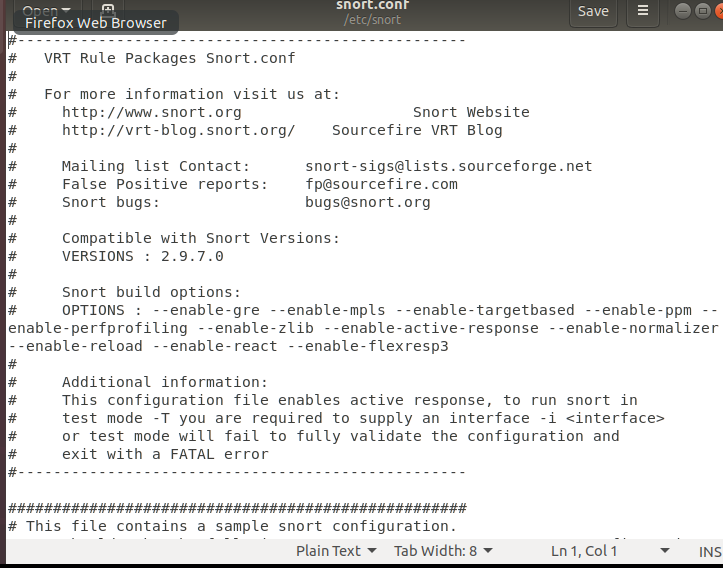 snort.conf
Open
/etc/snort
Save
Firefox Web Browser
#--------------------------------------------------
#   VRT Rule Packages Snort.conf
#
#   For more information visit us at:
#     http://www.snort.org                   Snort Website
#     http://vrt-blog.snort.org/    Sourcefire VRT Blog
#
#     Mailing list Contact:      snort-sigs@lists.sourceforge.net
#     False Positive reports:    fp@sourcefire.com
#     Snort bugs:                bugs@snort.org
#
#     Compatible with Snort Versions:
#     VERSIONS : 2.9.7.0
#
#     Snort build options:
#     OPTIONS : --enable-gre --enable-mpls --enable-targetbased --enable-ppm --
enable-perfprofiling --enable-zlib --enable-active-response --enable-normalizer
--enable-reload --enable-react --enable-flexresp3
#
#     Additional information:
#     This configuration file enables active response, to run snort in
#     test mode -T you are required to supply an interface -i <interface>
#     or test mode will fail to fully validate the configuration and
#     exit with a FATAL error
#--------------------------------------------------

###################################################
# This file contains a sample snort configuration.
Plain Text Tab Width: 8 Ln 1, Col 1 INS